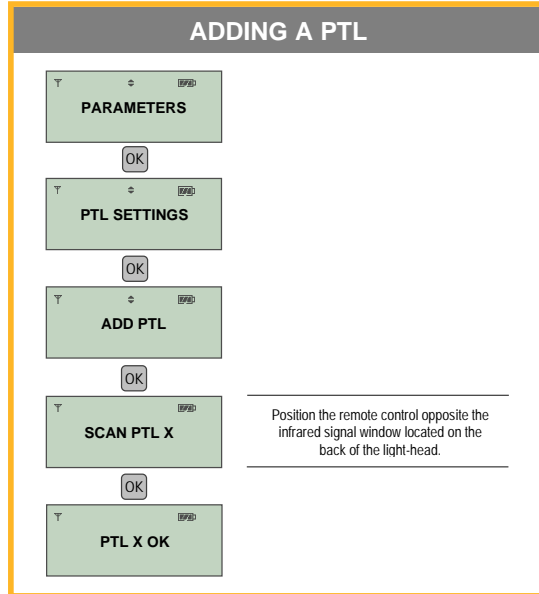 ADDING A PTL
PARAMETERS
OK
PTL SETTINGS
OK
ADD PTL
OK
SCAN PTL X
Position the remote control opposite the
infrared signal window located on the
back of the light-head.
OK
PTL X OK